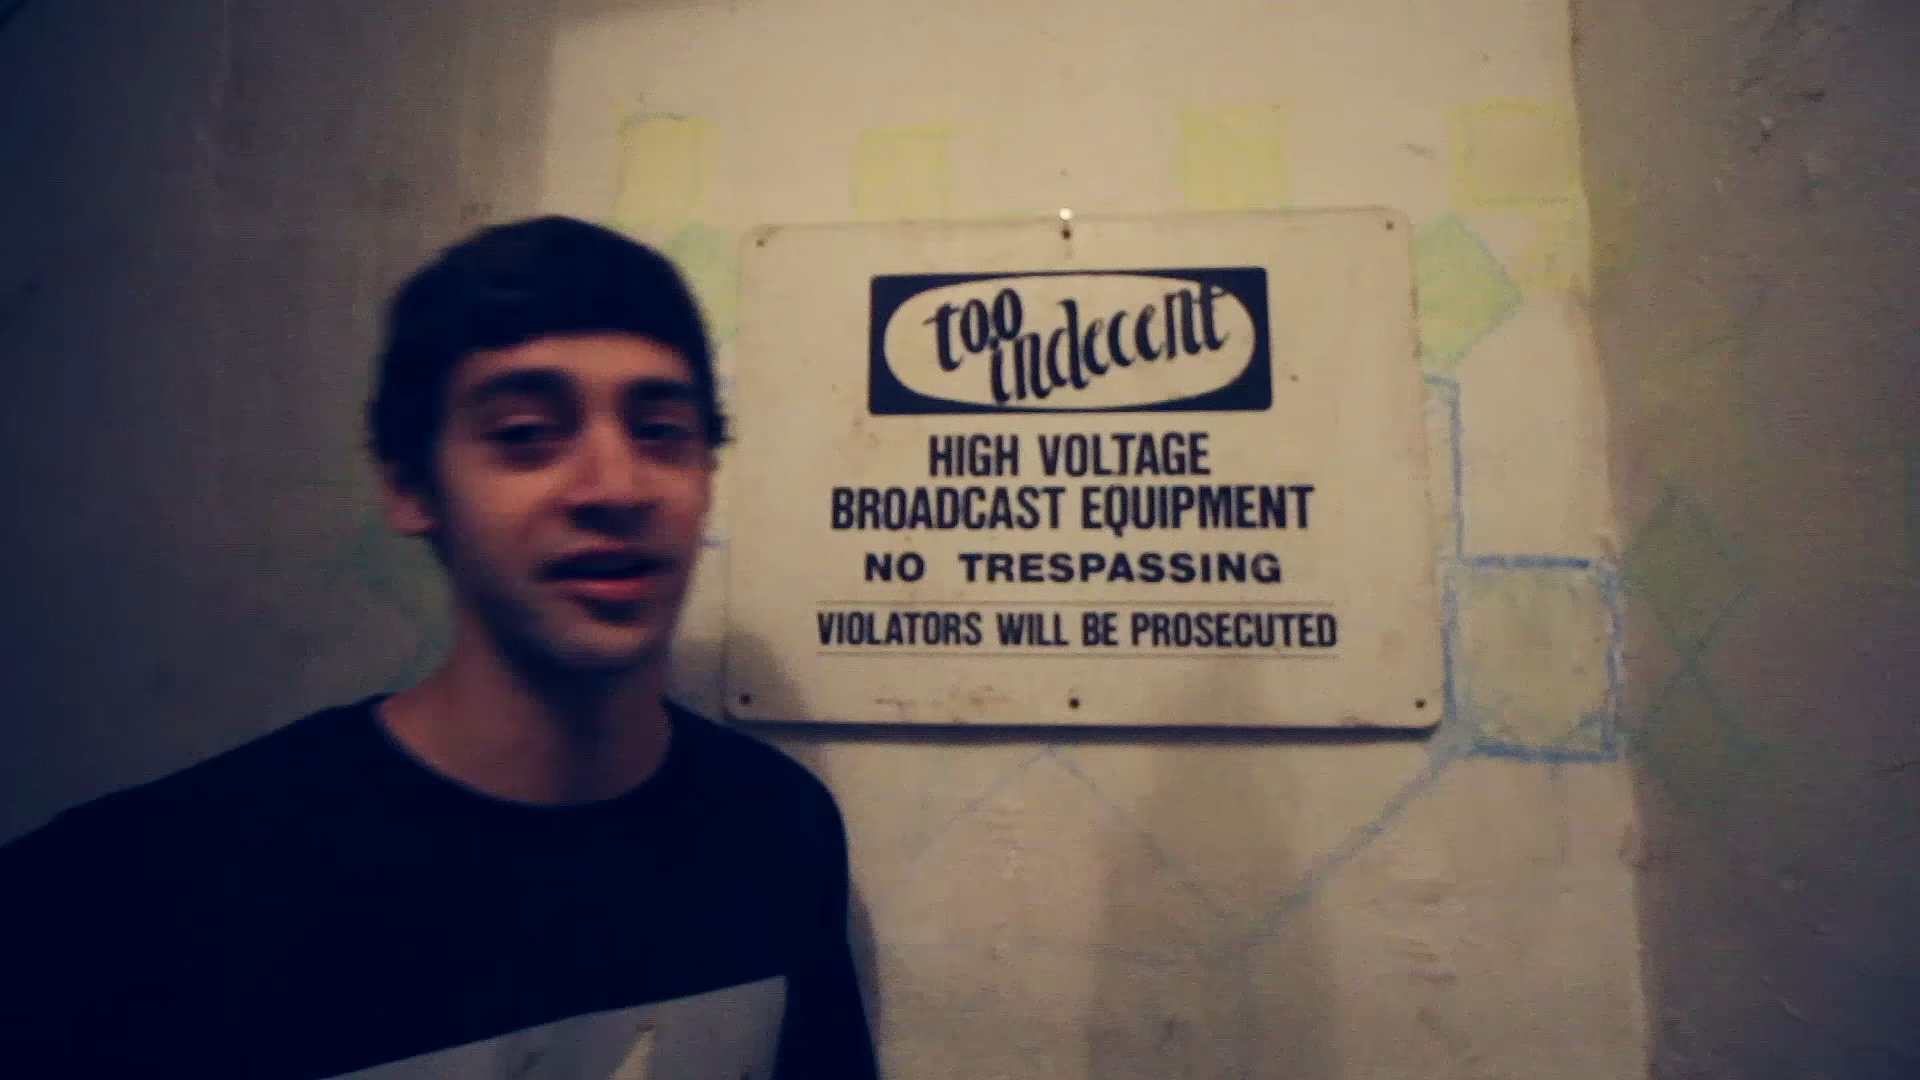 too
indecent
HIGH VOLTAGE
BROADCAST EQUIPMENT
NO TRESPASSING
VIOLATORS WILL BE PROSECUTED